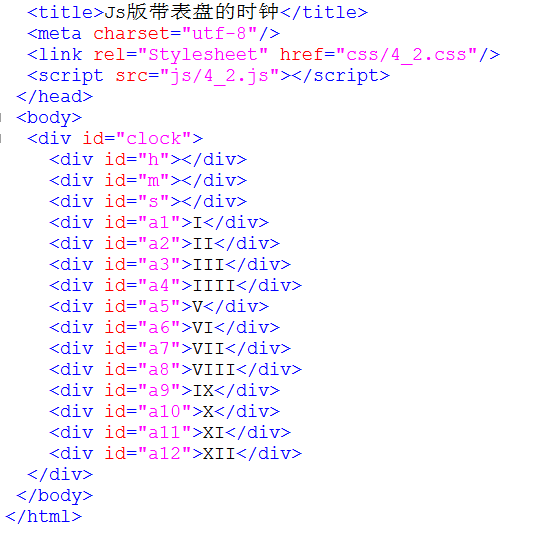 <title>Js版带表盘的时钟</title>
<meta charset="utf-8"/>
<link rel="Stylesheet" href="css/4_2.css"/>
<script src="js/4_2.js"></script>
</head>
<body>
<div id="clock">
<div id="h"></div>
<div id="m"></div>
<div id="s"></div>
<div id="a1">I</div>
<div id="a2">II</div>
<div id="a3">III</div>
<div id="a4">IIII</div>
<div id="a5">V</div>
<div id="a6">VI</div>
<div id="a7">VII</div>
<div id="a8">VIII</div>
<div id="a9">IX</div>
<div id="a10">X</div>
<div id="a11">XI</div>
<div id="a12">XII</div>
</div>
</body>
</html>